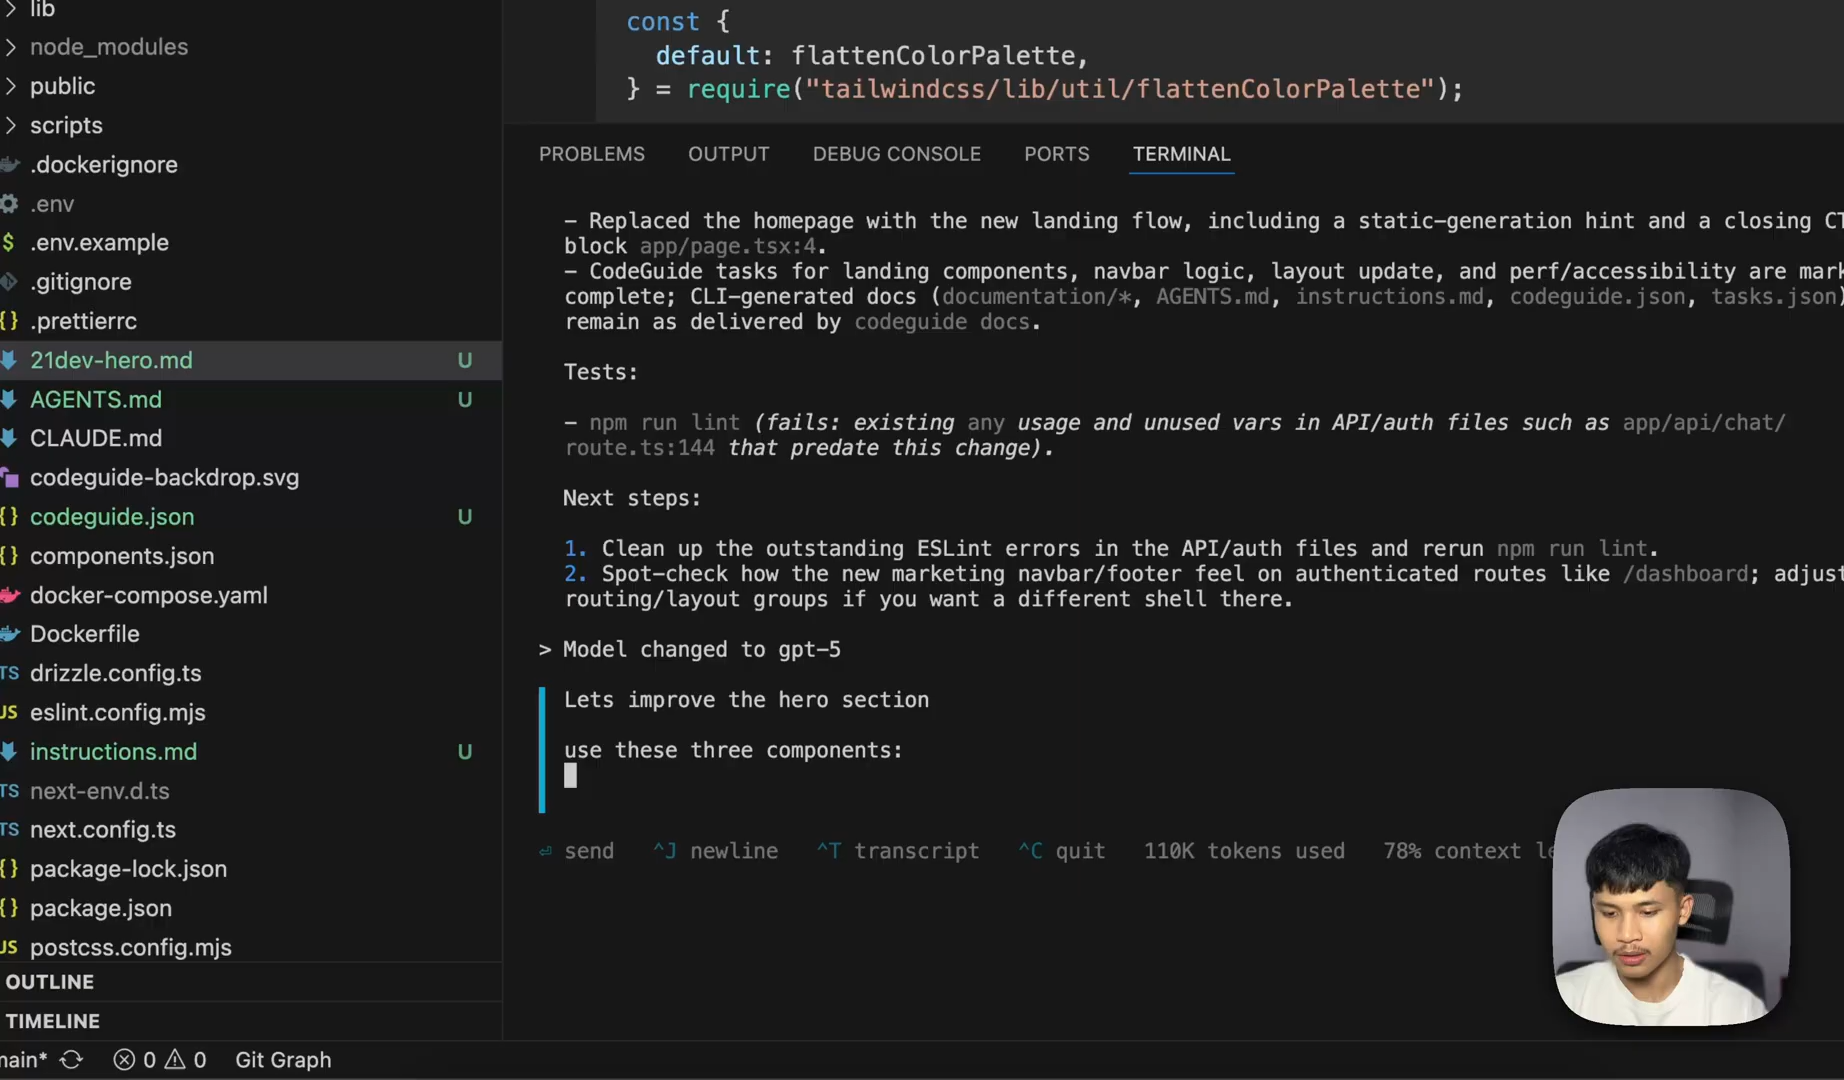 lib
node_modules
public
scripts
.dockerignore
.env
.env.example
.gitignore
.prettierrc
21dev-hero.md U
AGENTS.md U
CLAUDE.md
codeguide-backdrop.svg
codeguide.json U
components.json
docker-compose.yaml
Dockerfile
drizzle.config.ts
eslint.config.mjs
instructions.md U
next-env.d.ts
next.config.ts
package-lock.json
package.json
postcss.config.mjs
OUTLINE
TIMELINE
const {
default: flattenColorPalette,
} = require("tailwindcss/lib/util/flattenColorPalette");
PROBLEMS OUTPUT DEBUG CONSOLE PORTS TERMINAL
– Replaced the homepage with the new landing flow, including a static-generation hint and a closing CT
block app/page.tsx:4.
– CodeGuide tasks for landing components, navbar logic, layout update, and perf/accessibility are mark
complete; CLI-generated docs (documentation/*, AGENTS.md, instructions.md, codeguide.json, tasks.json)
remain as delivered by codeguide docs.
Tests:
– npm run lint (fails: existing any usage and unused vars in API/auth files such as app/api/chat/
route.ts:144 that predate this change).
Next steps:
1. Clean up the outstanding ESLint errors in the API/auth files and rerun npm run lint.
2. Spot-check how the new marketing navbar/footer feel on authenticated routes like /dashboard; adjust
routing/layout groups if you want a different shell there.
> Model changed to gpt-5
Lets improve the hero section
use these three components:
⏎ send ^J newline ^T transcript ^C quit 110K tokens used 78% context le
main* 0 0 Git Graph